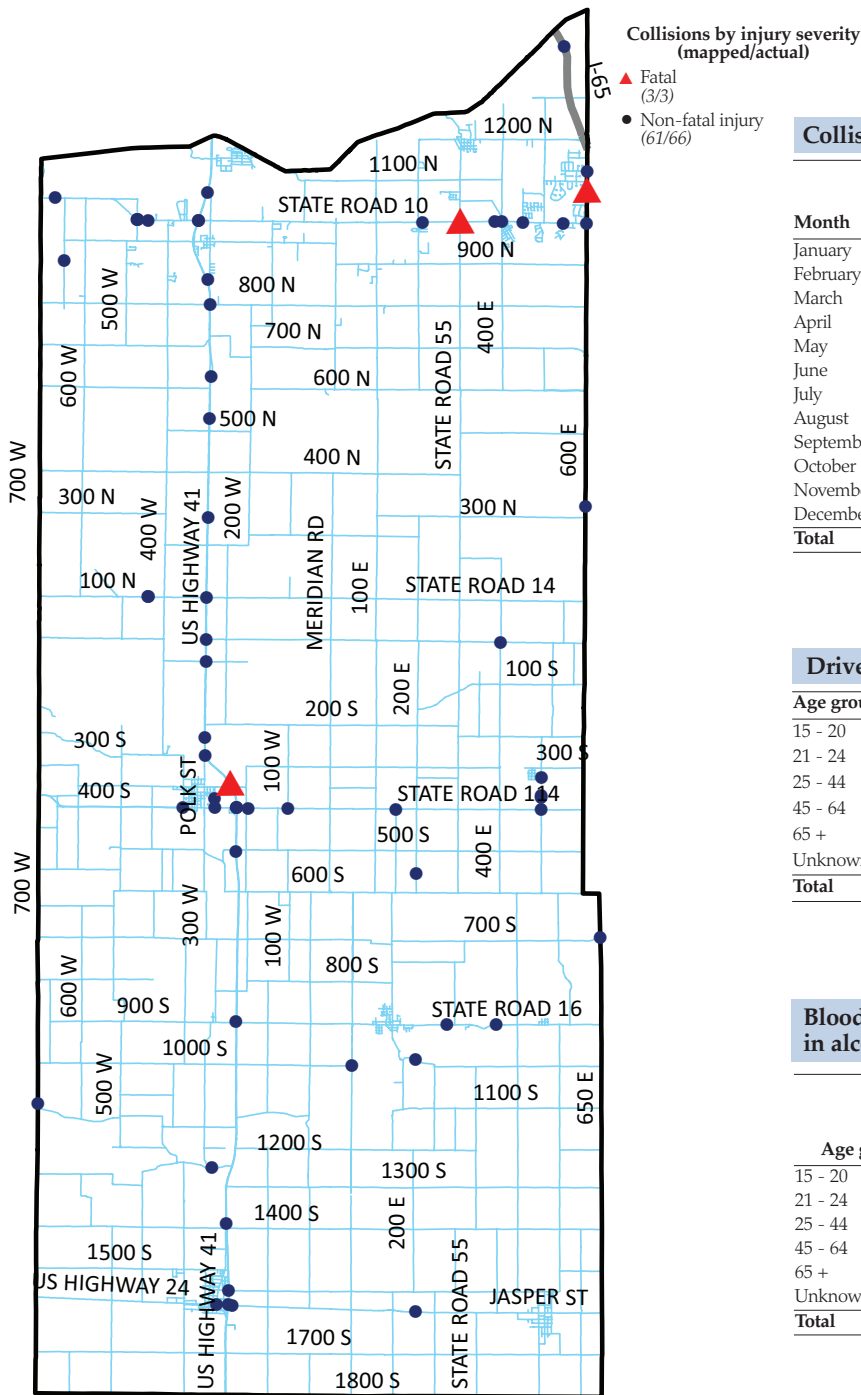 Collisions by injury severity
(mapped/actual)
Fatal
(3/3)
Non-fatal injury
(61/66)
I-65
1200 N
1100 N
STATE ROAD 10
900 N
800 N
500 W
700 N
400 E
STATE ROAD 55
600 N
600 W
500 N
400 N
600 E
700 W
300 N
300 N
400 W
US HIGHWAY 41
200 W
MERIDIAN RD
100 E
100 N
STATE ROAD 14
100 S
200 E
200 S
300 S
300 S
100 W
400 S
POLK ST
STATE ROAD 114
500 S
400 E
600 S
700 W
300 W
100 W
700 S
800 S
600 W
900 S
STATE ROAD 16
1000 S
500 W
1100 S
650 E
1200 S
1300 S
200 E
1400 S
1500 S
US HIGHWAY 24
US HIGHWAY 41
STATE ROAD 55
JASPER ST
1700 S
1800 S
Collis
Month
January
February
March
April
May
June
July
August
Septemb
October
Novemb
Decembe
Total
Drive
Age grou
15 - 20
21 - 24
25 - 44
45 - 64
65 +
Unknow
Total
Blood
in alc
Age g
15 - 20
21 - 24
25 - 44
45 - 64
65 +
Unknow
Total